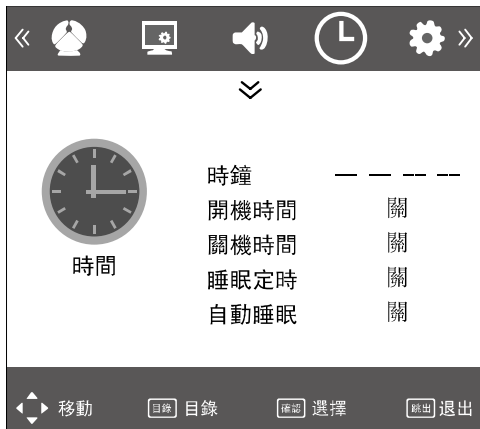 時間
時鐘 — — -- --
開機時間 關
關機時間 關
睡眠定時 關
自動睡眠 關
移動 目錄 目錄 確認 選擇 跳出 退出